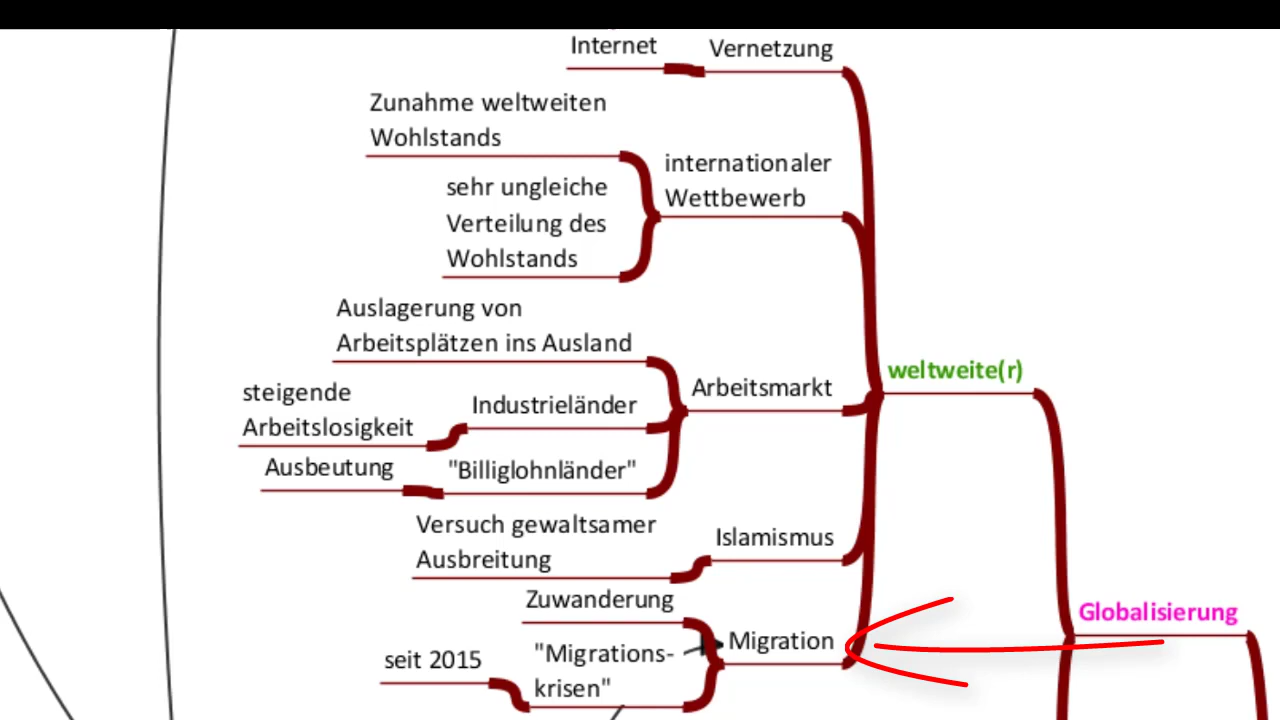 Internet
Vernetzung
Zunahme weltweiten
Wohlstands
internationaler
Wettbewerb
sehr ungleiche
Verteilung des
Wohlstands
Auslagerung von
Arbeitsplätzen ins Ausland
weltweite(r)
Arbeitsmarkt
steigende
Arbeitslosigkeit
Industrieländer
Ausbeutung
"Billiglohnländer"
Versuch gewaltsamer
Ausbreitung
Islamismus
Zuwanderung
Globalisierung
Migration
seit 2015
"Migrations-
krisen"